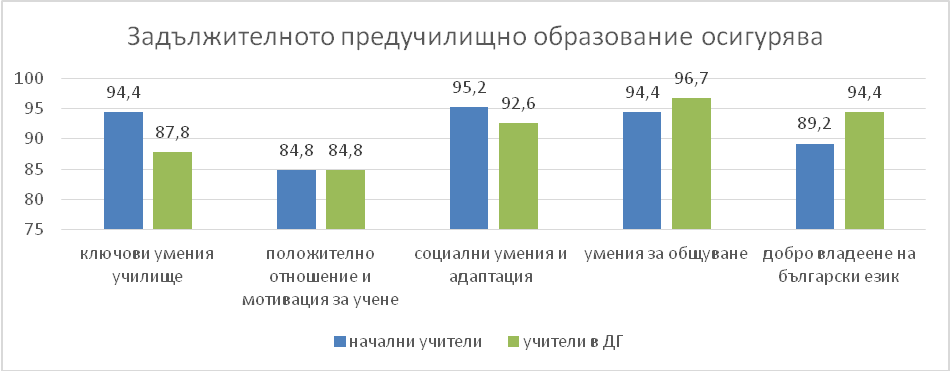 Задължителното предучилищно образование осигурява
100
95
90
85
80
75
94,4
87,8
84,8
84,8
95,2
92,6
94,4
96,7
89,2
94,4
ключови умения
училище
положително
отношение и
мотивация за учене
социални умения и
адаптация
умения за общуване
добро владеене на
български език
начални учители
учители в ДГ